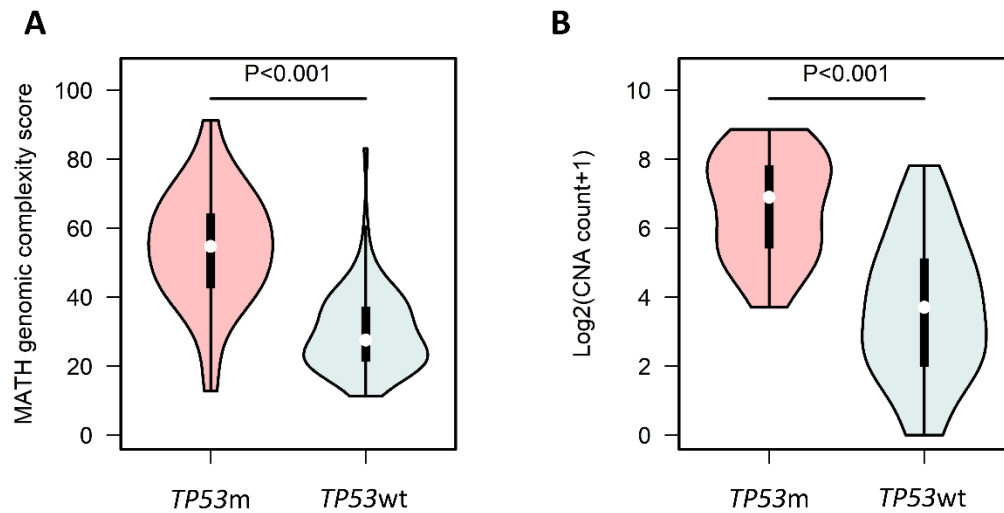 A
MATH genomic complexity score
100
80
60
40
20
0
P<0.001
TP53m
TP53wt
B
Log2(CNA count+1)
10
8
6
4
2
0
P<0.001
TP53m
TP53wt